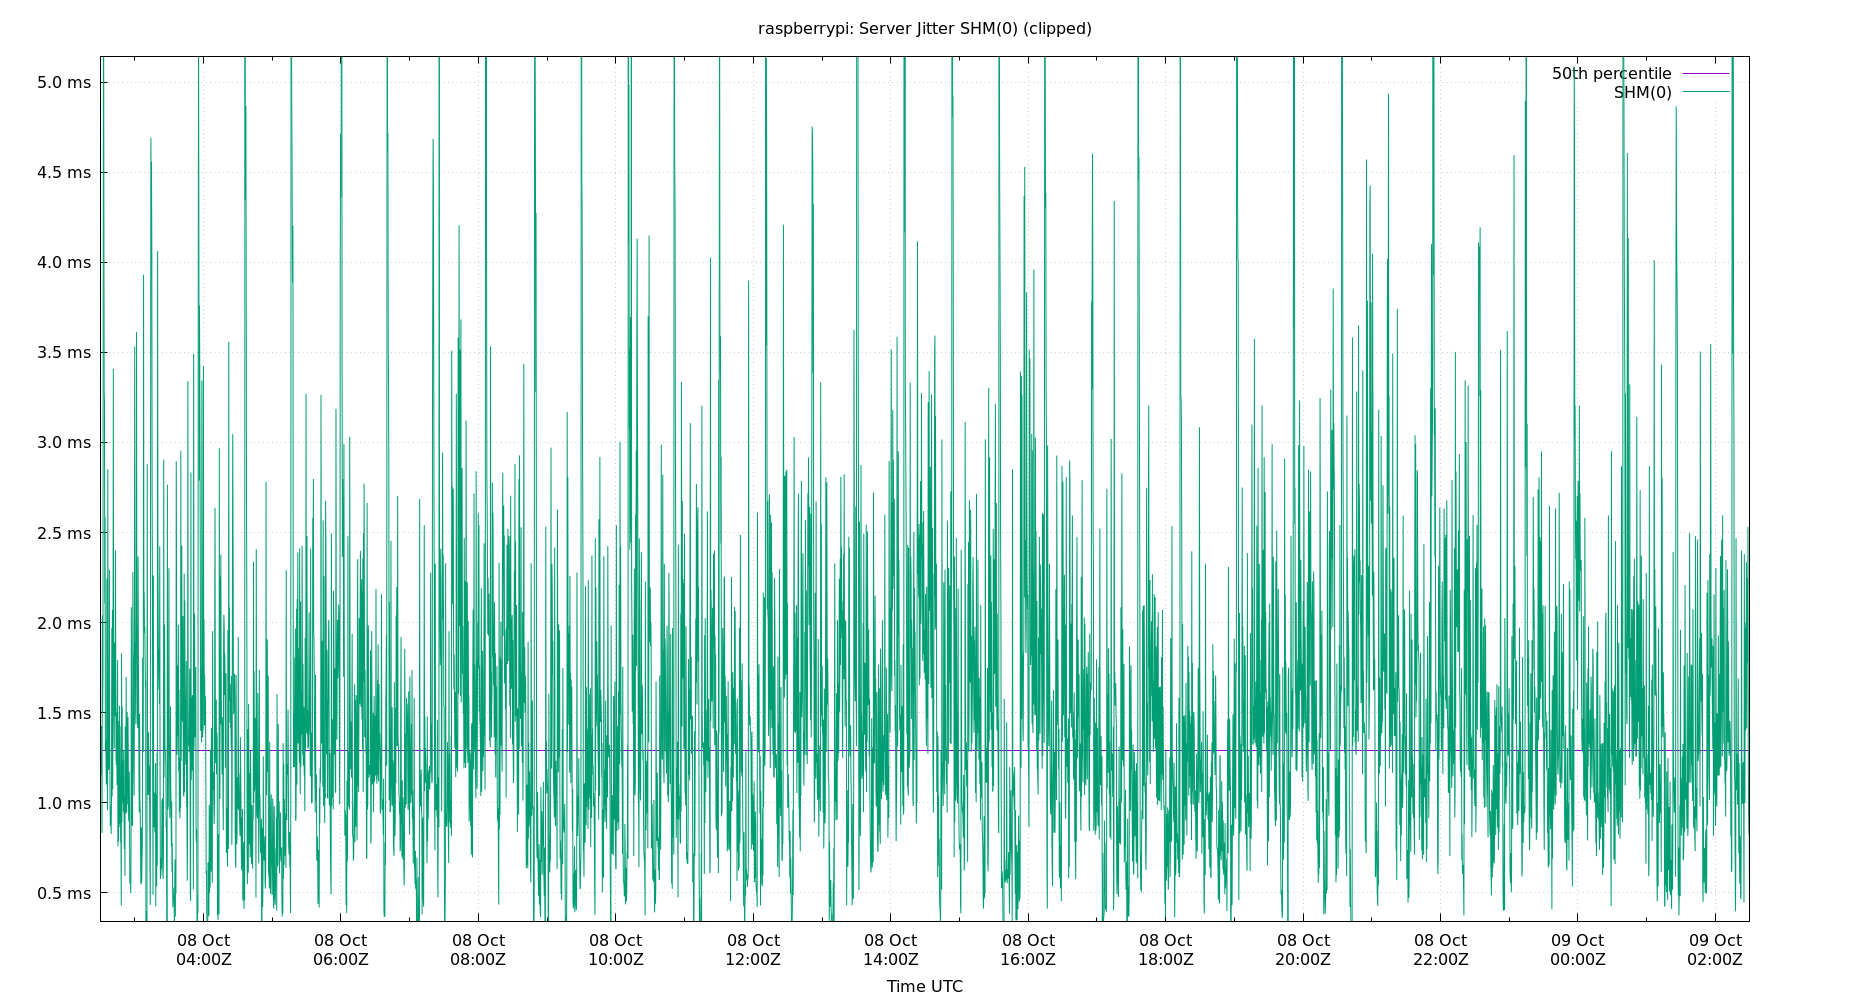 raspberrypi: Server Jitter SHM(0) (clipped)
50th percentile
SHM(0)
5.0 ms
4.5 ms
4.0 ms
3.5 ms
3.0 ms
2.5 ms
2.0 ms
1.5 ms
1.0 ms
0.5 ms
08 Oct 08 Oct 08 Oct 08 Oct 08 Oct 08 Oct 08 Oct 08 Oct 08 Oct 08 Oct 09 Oct 09 Oct
04:00Z 06:00Z 08:00Z 10:00Z 12:00Z 14:00Z 16:00Z 18:00Z 20:00Z 22:00Z 00:00Z 02:00Z
Time UTC